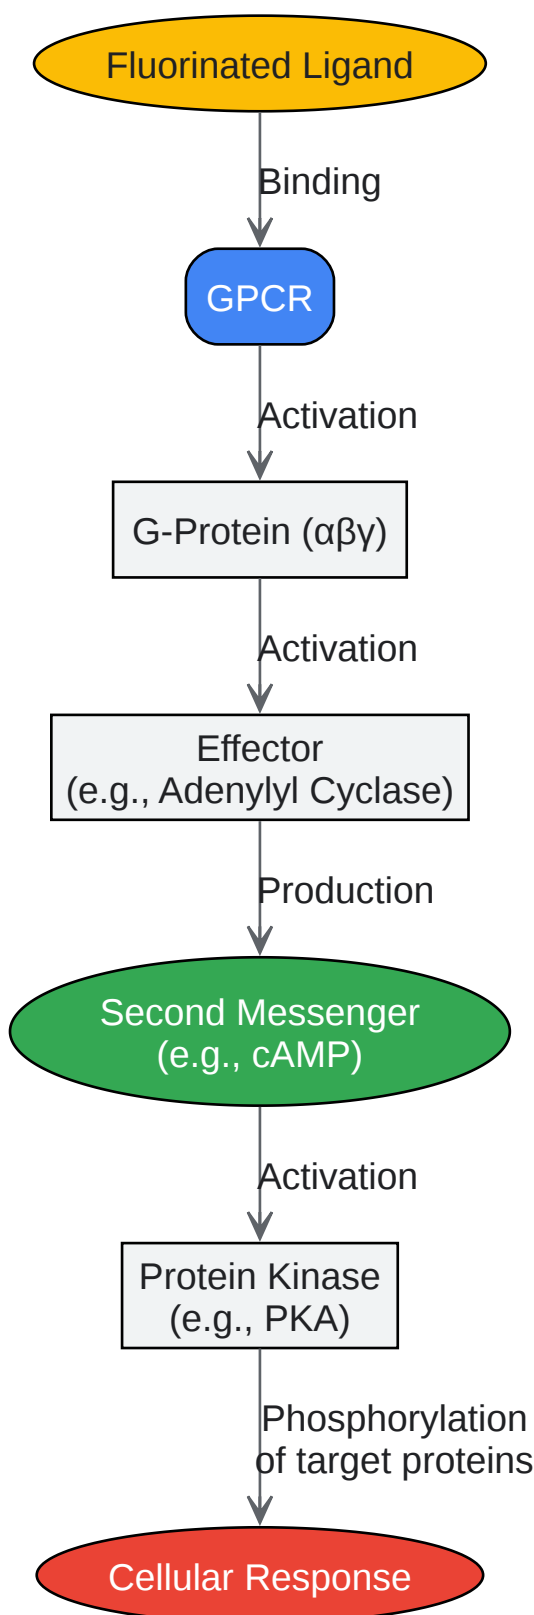 Fluorinated Ligand
Binding
GPCR
Activation
G-Protein (αβγ)
Activation
Effector
(e.g., Adenylyl Cyclase)
Production
Second Messenger
(e.g., cAMP)
Activation
Protein Kinase
(e.g., PKA)
Phosphorylation
of target proteins
Cellular Response